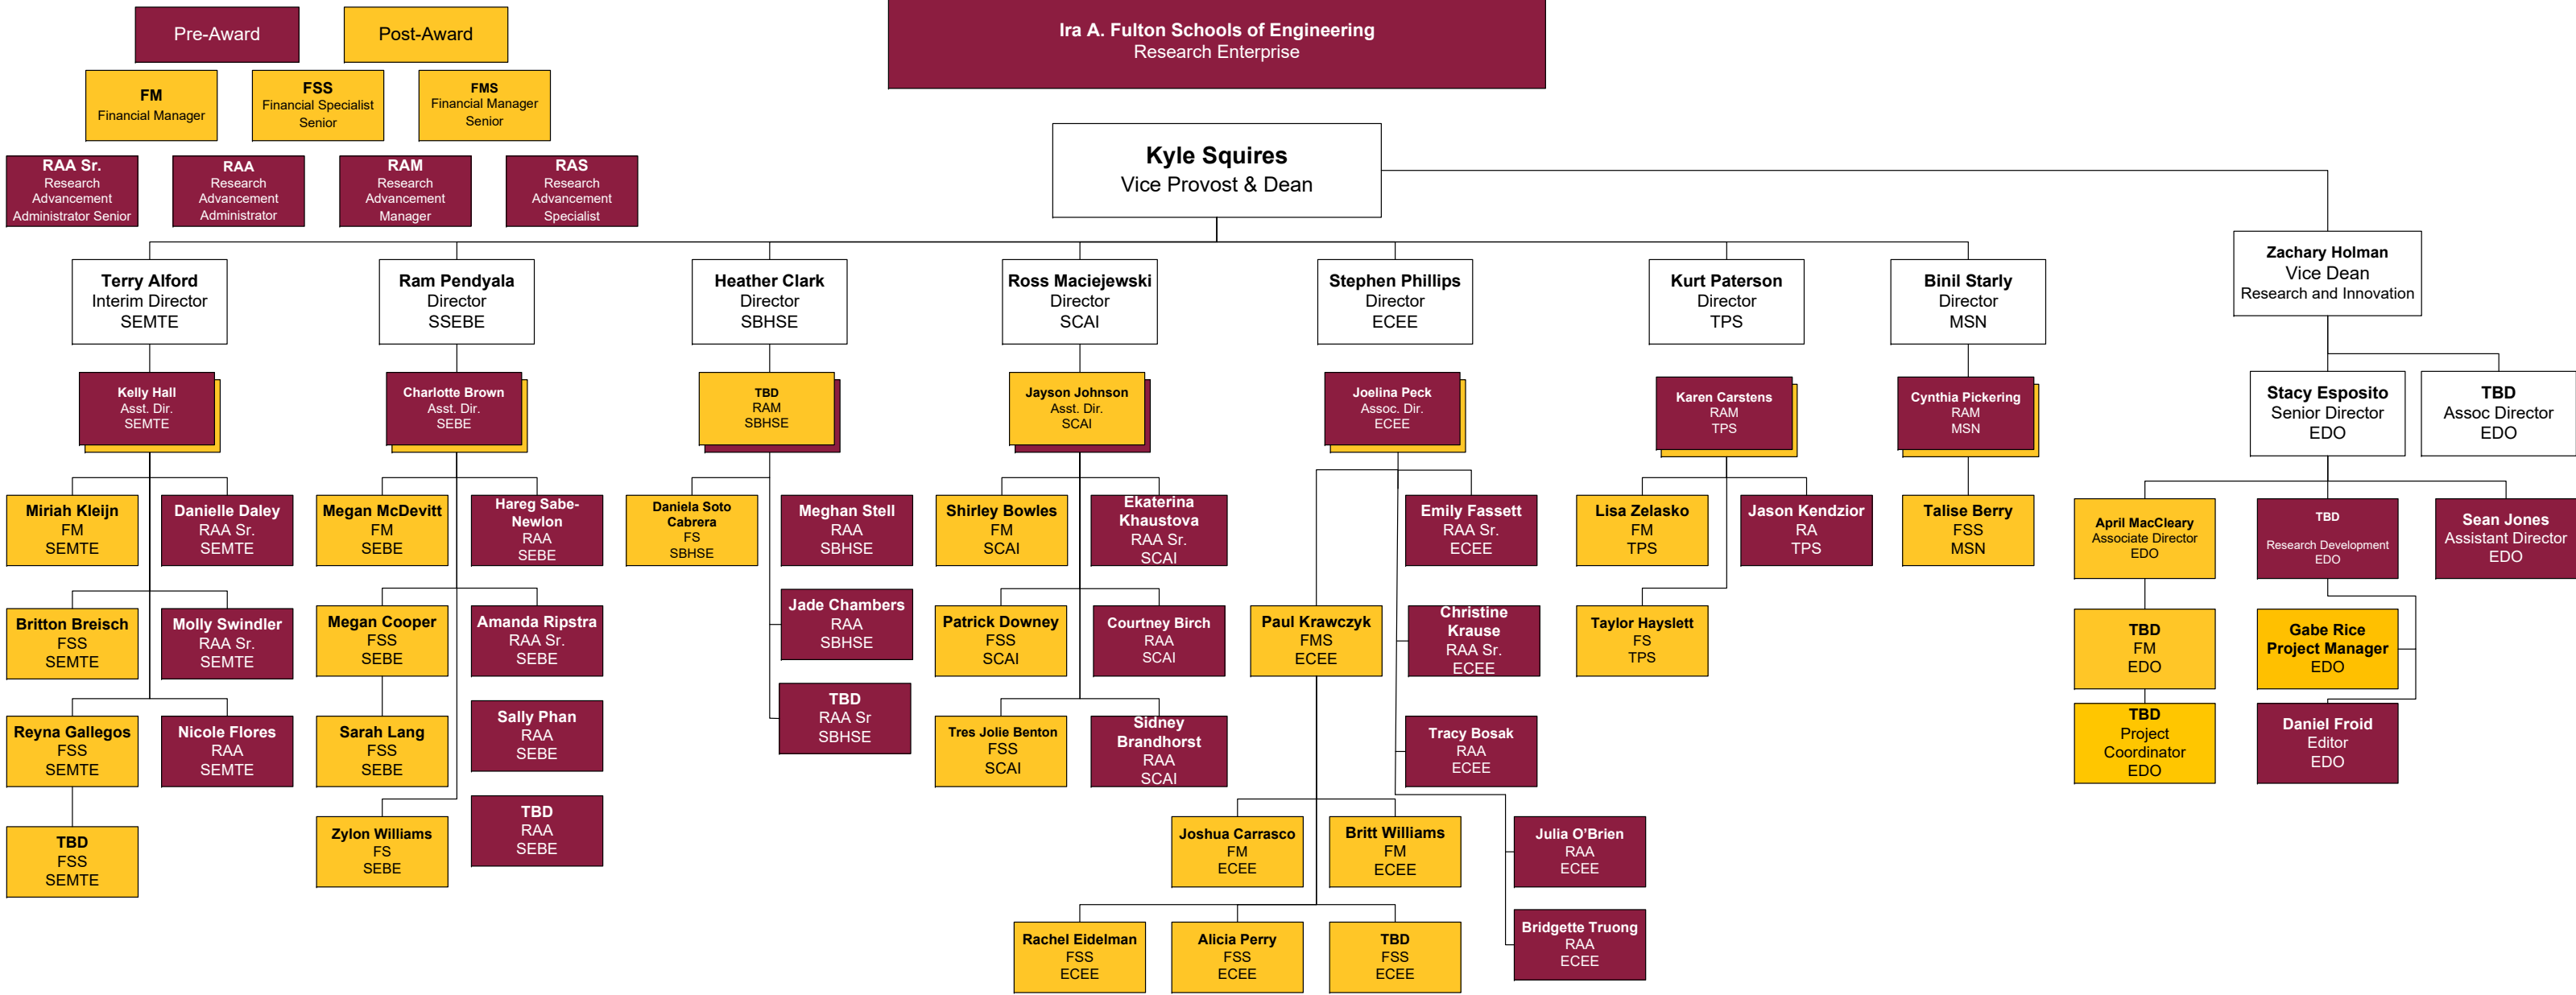 Pre-Award
Post-Award
Ira A. Fulton Schools of Engineering
Research Enterprise
FM
Financial Manager
FSS
Financial Specialist
Senior
FMS
Financial Manager
Senior
RAA Sr.
Research
Advancement
Administrator Senior
RAA
Research
Advancement
Administrator
RAM
Research
Advancement
Manager
RAS
Research
Advancement
Specialist
Kyle Squires
Vice Provost & Dean
Zachary Holman
Vice Dean
Research and Innovation
Terry Alford
Interim Director
SEMTE
Ram Pendyala
Director
SSEBE
Heather Clark
Director
SBHSE
Ross Maciejewski
Director
SCAI
Stephen Phillips
Director
ECEE
Kurt Paterson
Director
TPS
Binil Starly
Director
MSN
Kelly Hall
Asst. Dir.
SEMTE
Charlotte Brown
Asst. Dir.
SEBE
TBD
RAM
SBHSE
Jayson Johnson
Asst. Dir.
SCAI
Joelina Peck
Assoc. Dir.
ECEE
Karen Carstens
RAM
TPS
Cynthia Pickering
RAM
MSN
Stacy Esposito
Senior Director
EDO
TBD
Assoc Director
EDO
Miriah Kleijn
FM
SEMTE
Danielle Daley
RAA Sr.
SEMTE
Megan McDevitt
FM
SEBE
Hareg Sabe-
Newlon
RAA
SEBE
Daniela Soto
Cabrera
FS
SBHSE
Meghan Stell
RAA
SBHSE
Shirley Bowles
FM
SCAI
Ekaterina
Khaustova
RAA Sr.
SCAI
Emily Fassett
RAA Sr.
ECEE
Lisa Zelasko
FM
TPS
Jason Kendzior
RA
TPS
Talise Berry
FSS
MSN
April MacCleary
Associate Director
EDO
TBD
Research Development
EDO
Sean Jones
Assistant Director
EDO
Britton Breisch
FSS
SEMTE
Molly Swindler
RAA Sr.
SEMTE
Megan Cooper
FSS
SEBE
Amanda Ripstra
RAA Sr.
SEBE
Jade Chambers
RAA
SBHSE
Patrick Downey
FSS
SCAI
Courtney Birch
RAA
SCAI
Paul Krawczyk
FMS
ECEE
Christine
Krause
RAA Sr.
ECEE
Taylor Hayslett
FS
TPS
TBD
FM
EDO
Gabe Rice
Project Manager
EDO
Reyna Gallegos
FSS
SEMTE
Nicole Flores
RAA
SEMTE
Sarah Lang
FSS
SEBE
Sally Phan
RAA
SEBE
TBD
RAA Sr
SBHSE
Tres Jolie Benton
FSS
SCAI
Sidney
Brandhorst
RAA
SCAI
Tracy Bosak
RAA
ECEE
TBD
Project
Coordinator
EDO
Daniel Froid
Editor
EDO
TBD
FSS
SEMTE
Zylon Williams
FS
SEBE
TBD
RAA
SEBE
Joshua Carrasco
FM
ECEE
Britt Williams
FM
ECEE
Julia O’Brien
RAA
ECEE
Rachel Eidelman
FSS
ECEE
Alicia Perry
FSS
ECEE
TBD
FSS
ECEE
Bridgette Truong
RAA
ECEE